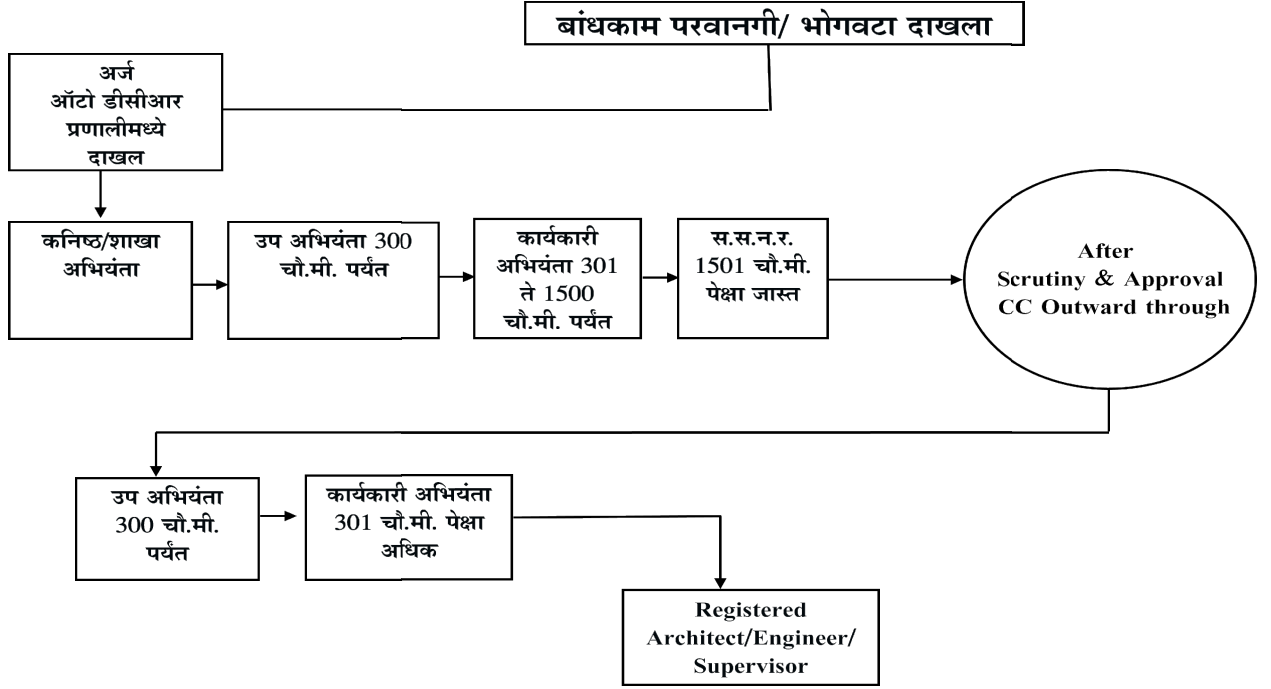 बांधकाम परवानगी/ भोगवटा दाखला
अर्ज
ऑटो डीसीआर
प्रणालीमध्ये
दाखल
कनिष्ठ/शाखा
अभियंता
उप अभियंता 300
चौ.मी. पर्यंत
कार्यकारी
अभियंता 301
ते 1500
चौ.मी. पर्यंत
स.स.न.र.
1501 चौ.मी.
पेक्षा जास्त
After
Scrutiny & Approval
CC Outward through
उप अभियंता
300 चौ.मी.
पर्यंत
कार्यकारी अभियंता
301 चौ.मी. पेक्षा
अधिक
Registered
Architect/Engineer/
Supervisor